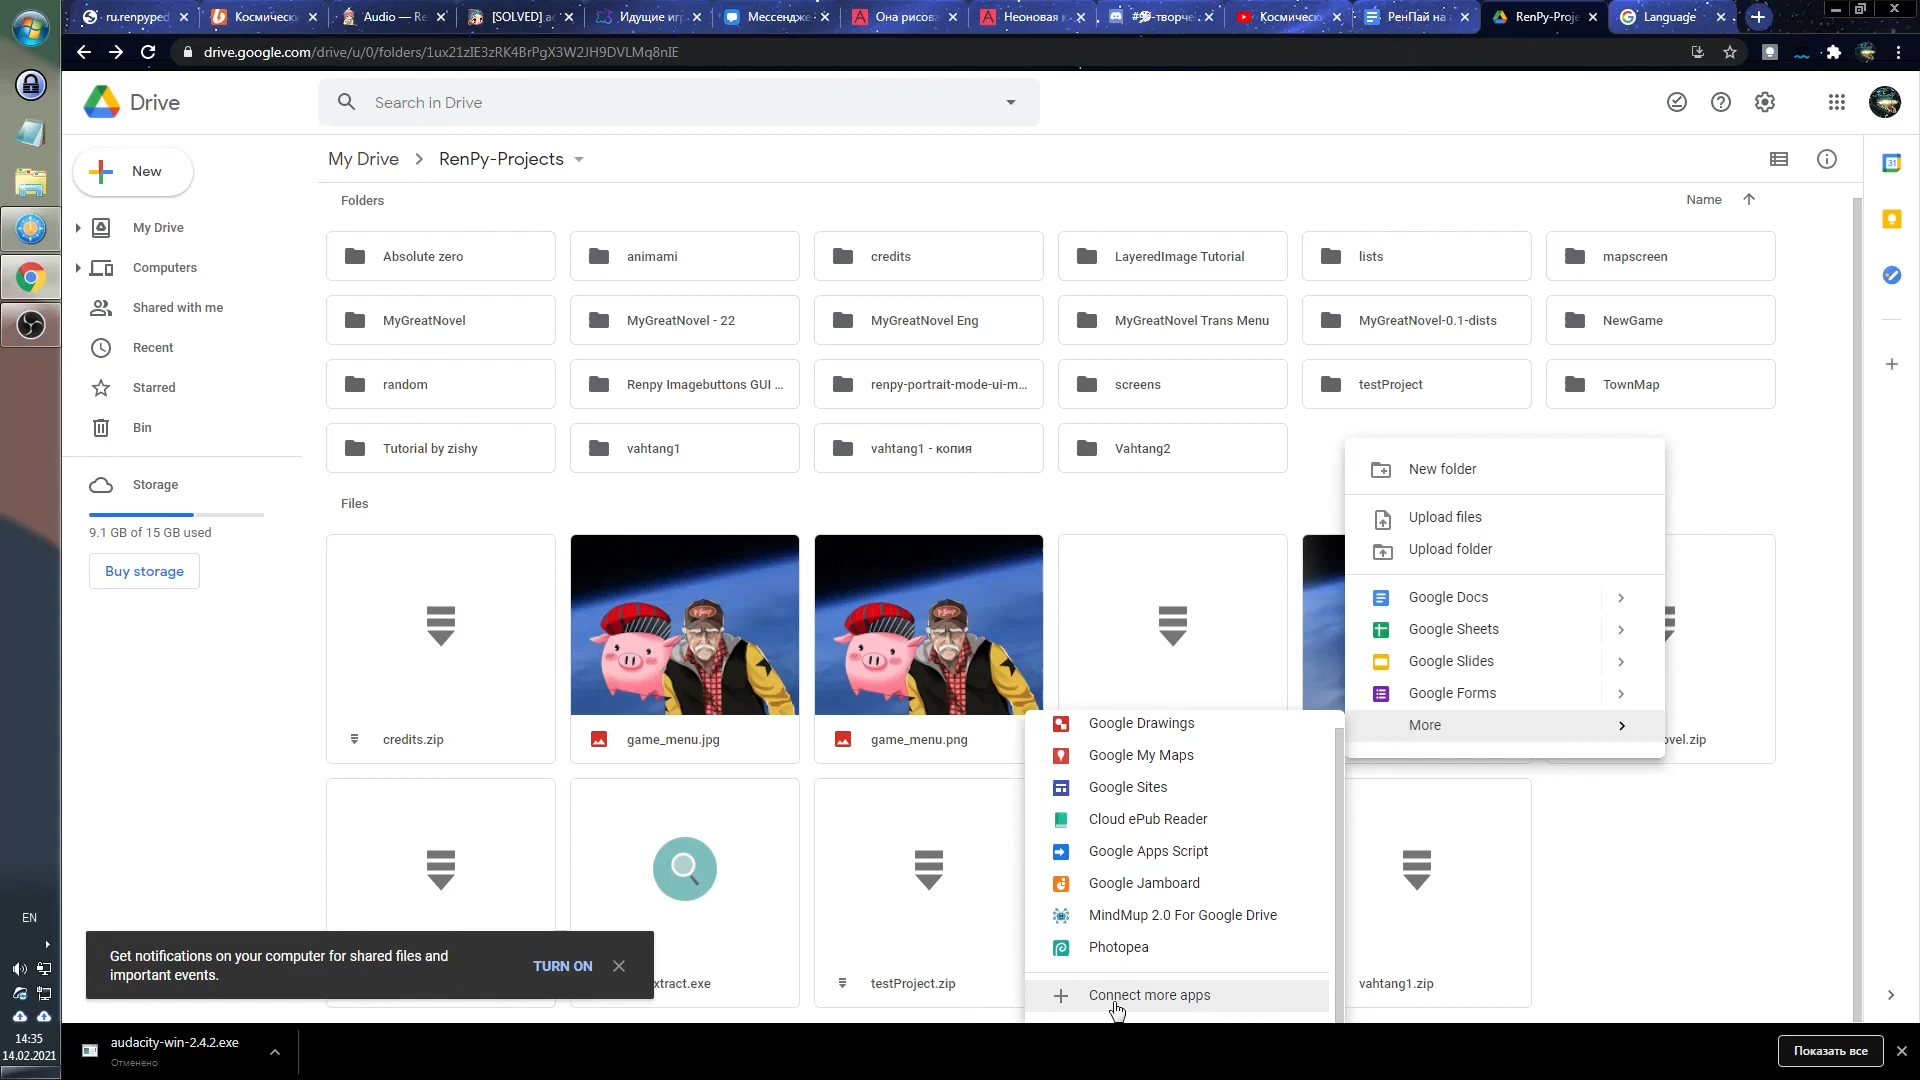 ru.renpyped
Космическ
Audio — Re
[SOLVED] ac
Идущие иг
Мессендже
Она рисова
Неоновая к
творче
Космическ
РенПай на
RenPy-Proje
Language
drive.google.com/drive/u/0/folders/1ux21zIE3zRK4BrPgX3W2JH9DVLMq8nIE
Drive
Search in Drive
New
My Drive
Computers
Shared with me
Recent
Starred
Bin
Storage
9.1 GB of 15 GB used
Buy storage
My Drive
RenPy-Projects
Folders
Name
Absolute zero
animami
credits
LayeredImage Tutorial
lists
mapscreen
MyGreatNovel
MyGreatNovel - 22
MyGreatNovel Eng
MyGreatNovel Trans Menu
MyGreatNovel-0.1-dists
NewGame
random
Renpy Imagebuttons GUI ...
renpy-portrait-mode-ui-m...
screens
testProject
TownMap
Tutorial by zishy
vahtang1
vahtang1 - копия
Vahtang2
Files
credits.zip
game_menu.jpg
game_menu.png
ovel.zip
xtract.exe
testProject.zip
vahtang1.zip
New folder
Upload files
Upload folder
Google Docs
Google Sheets
Google Slides
Google Forms
More
Google Drawings
Google My Maps
Google Sites
Cloud ePub Reader
Google Apps Script
Google Jamboard
MindMup 2.0 For Google Drive
Photopea
Connect more apps
Get notifications on your computer for shared files and
important events.
TURN ON
31
EN
14:35
14.02.2021
audacity-win-2.4.2.exe
Отменено
Показать все